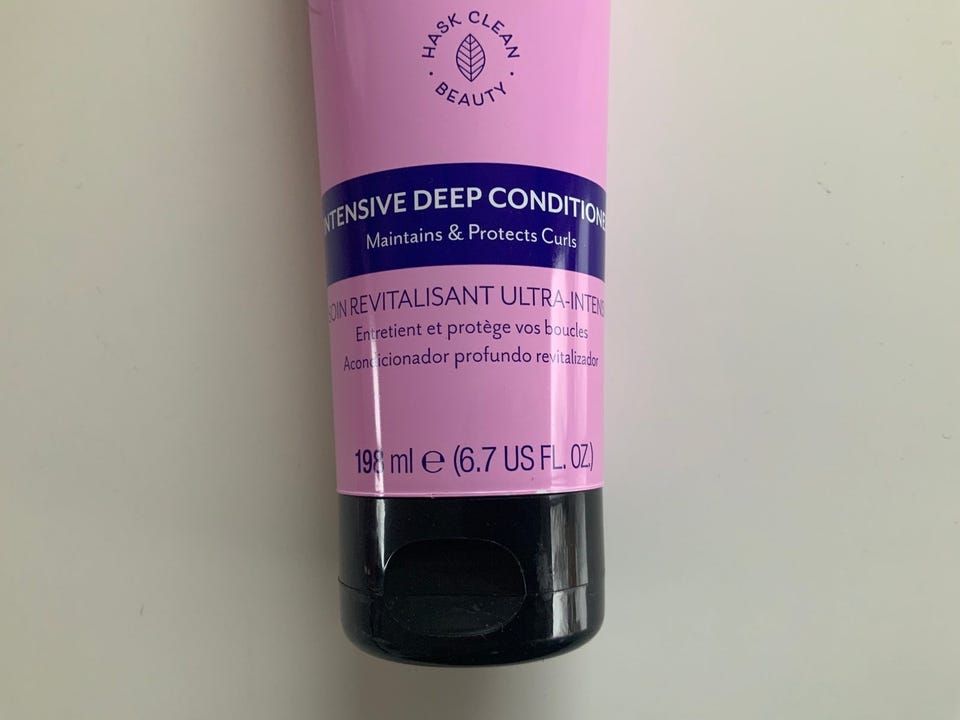 HASK CLEAN
BEAUTY
NTENSIVE DEEP CONDITIONE
Maintains & Protects Curls
SOIN REVITALISANT ULTRA-INTENS
Entretient et protège vos boucles
Acondicionador profundo revitalizador
198 ml ℮ (6.7 US FL. OZ.)